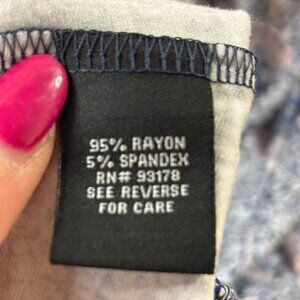 95% RAYON
5% SPANDEX
RN# 93178
SEE REVERSE
FOR CARE